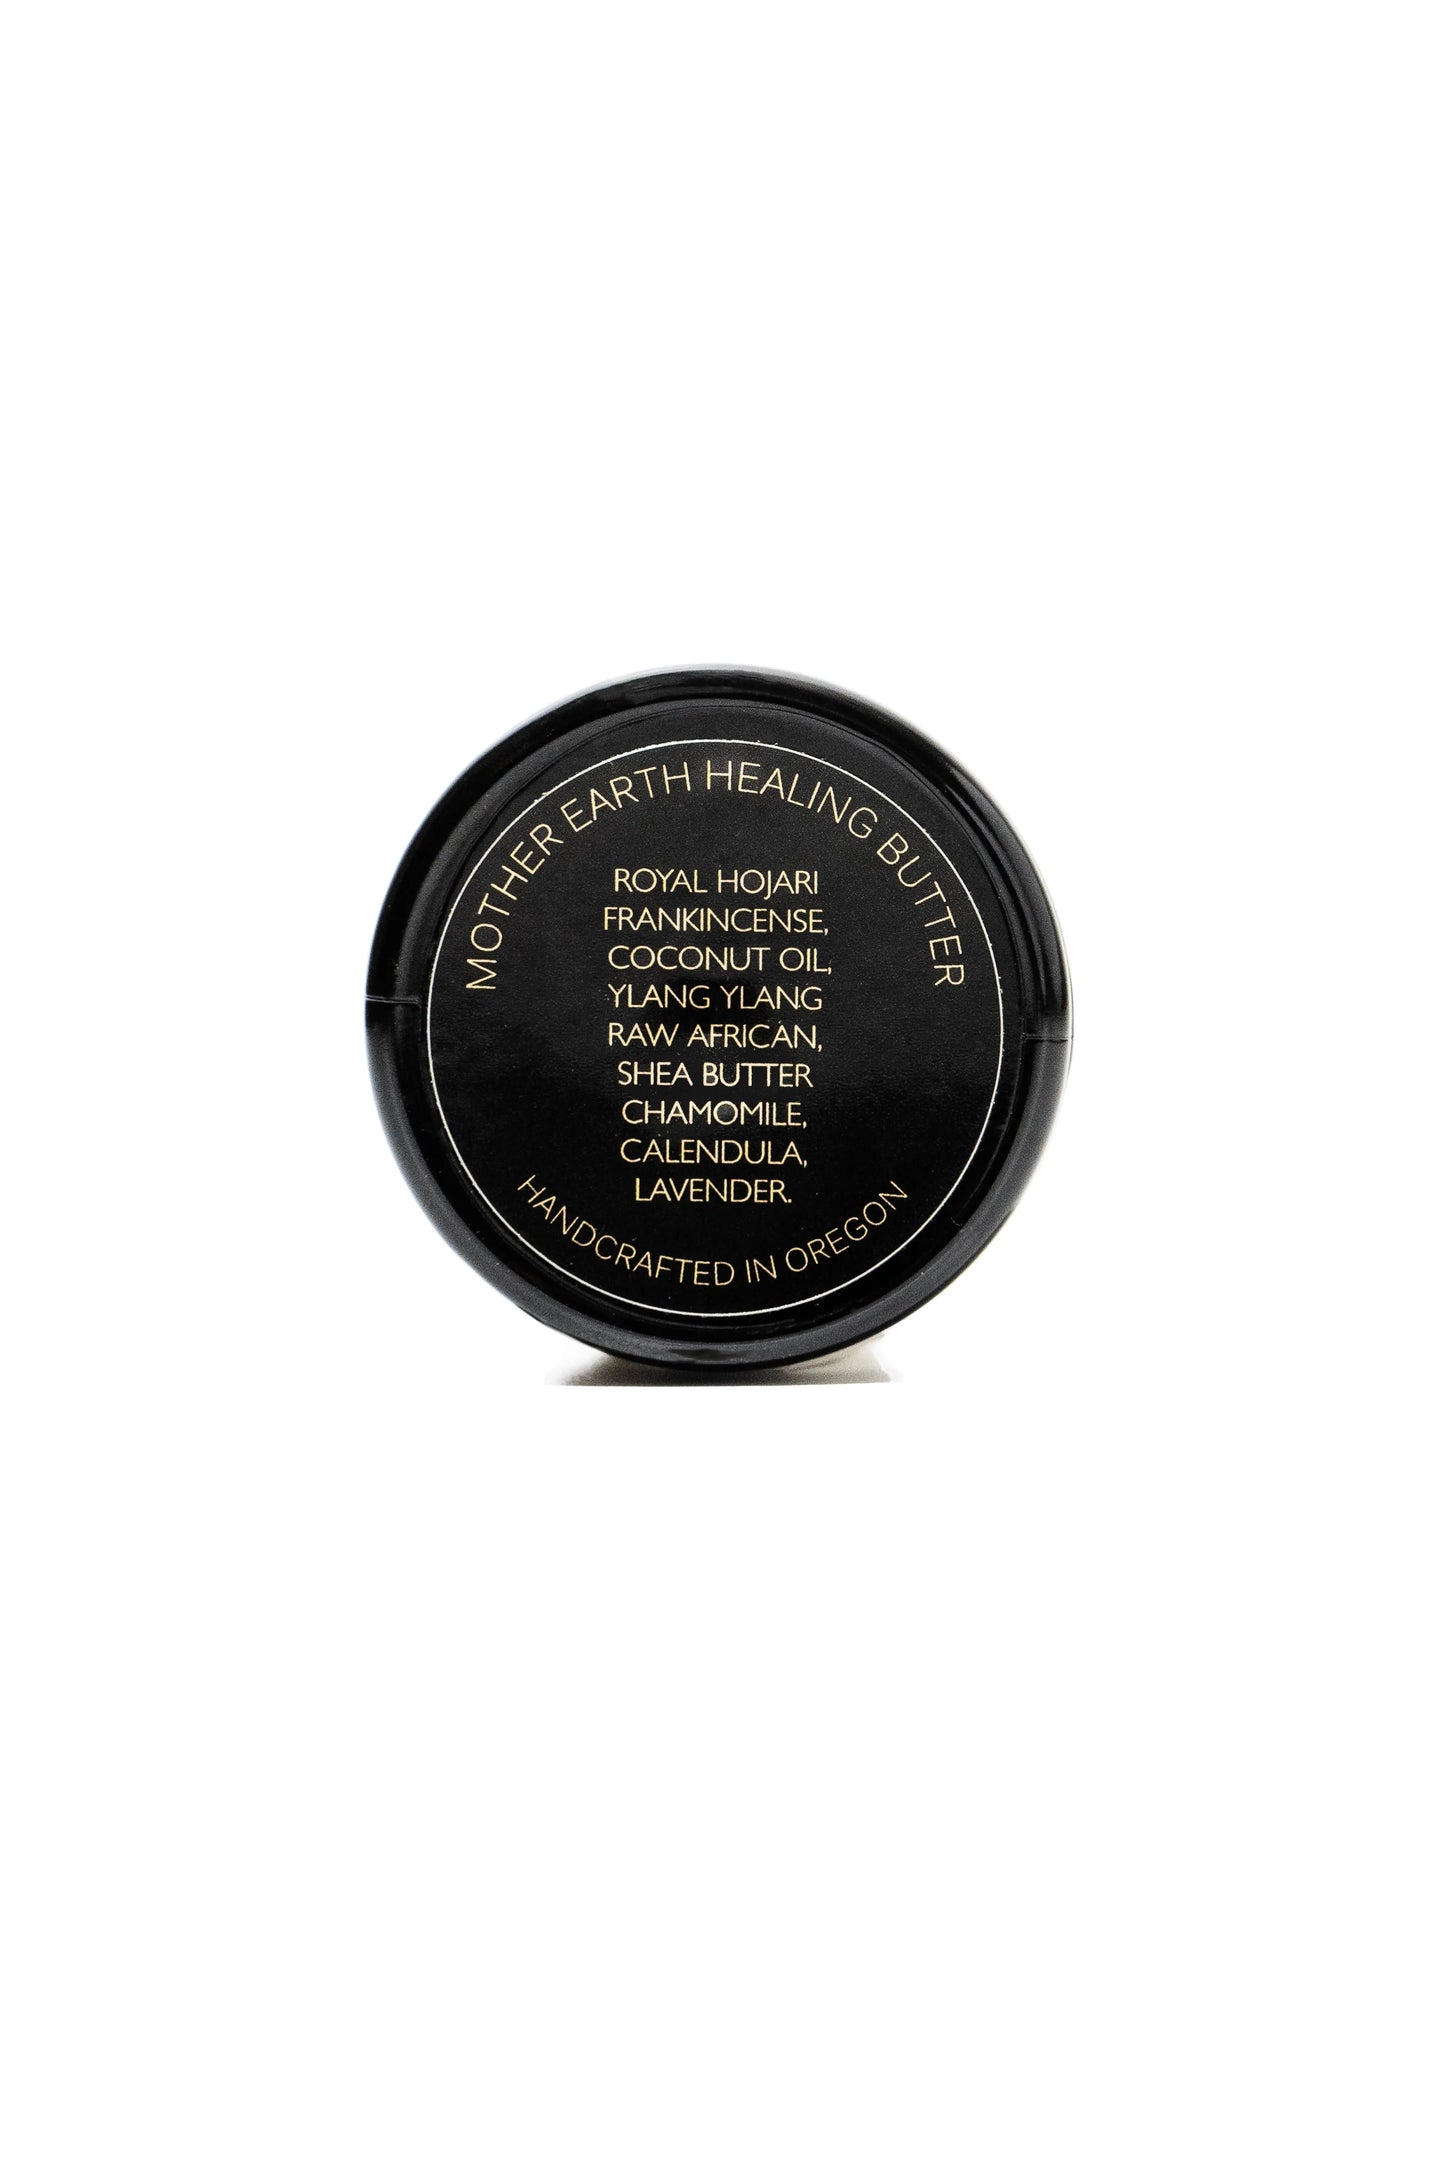 MOTHER EARTH HEALING BUTTER
ROYAL HOJARI
FRANKINCENSE,
COCONUT OIL,
YLANG YLANG
RAW AFRICAN,
SHEA BUTTER
CHAMOMILE,
CALENDULA,
LAVENDER.
HANDCRAFTED IN OREGON